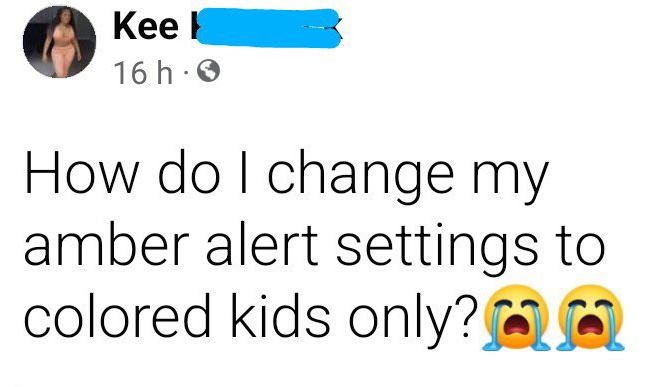 Kee
16 h ·
How do I change my
amber alert settings to
colored kids only?😭😭